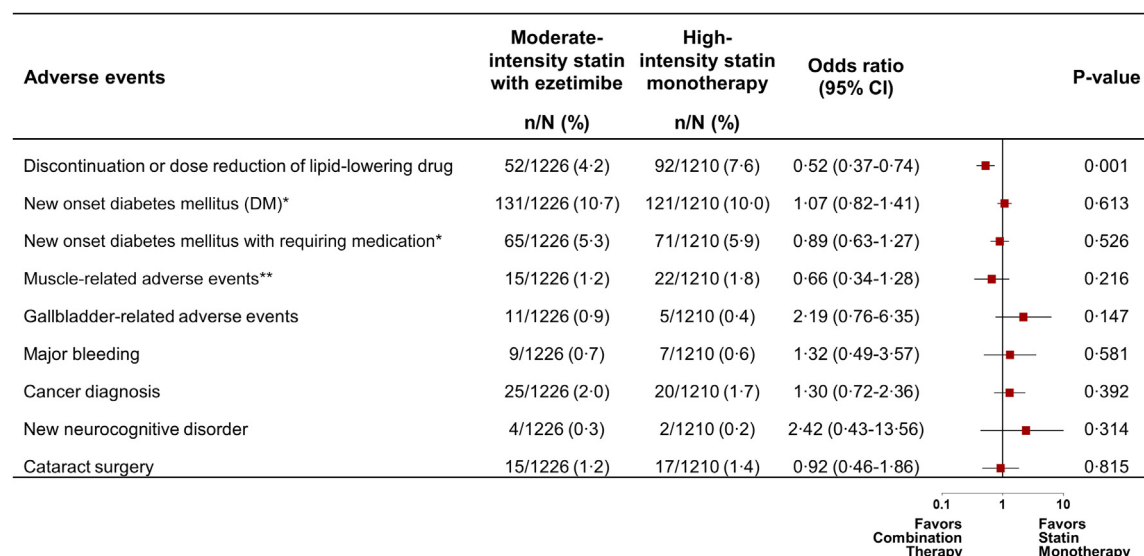 Adverse events
Moderate-
intensity statin
with ezetimibe
n/N (%)
High-
intensity statin
monotherapy
n/N (%)
Odds ratio
(95% CI)
P-value
Discontinuation or dose reduction of lipid-lowering drug 52/1226 (4·2) 92/1210 (7·6) 0·52 (0·37-0·74) 0·001
New onset diabetes mellitus (DM)* 131/1226 (10·7) 121/1210 (10·0) 1·07 (0·82-1·41) 0·613
New onset diabetes mellitus with requiring medication* 65/1226 (5·3) 71/1210 (5·9) 0·89 (0·63-1·27) 0·526
Muscle-related adverse events** 15/1226 (1·2) 22/1210 (1·8) 0·66 (0·34-1·28) 0·216
Gallbladder-related adverse events 11/1226 (0·9) 5/1210 (0·4) 2·19 (0·76-6·35) 0·147
Major bleeding 9/1226 (0·7) 7/1210 (0·6) 1·32 (0·49-3·57) 0·581
Cancer diagnosis 25/1226 (2·0) 20/1210 (1·7) 1·30 (0·72-2·36) 0·392
New neurocognitive disorder 4/1226 (0·3) 2/1210 (0·2) 2·42 (0·43-13·56) 0·314
Cataract surgery 15/1226 (1·2) 17/1210 (1·4) 0·92 (0·46-1·86) 0·815
0.1 1 10
Favors
Combination
Therapy
Favors
Statin
Monotherapy